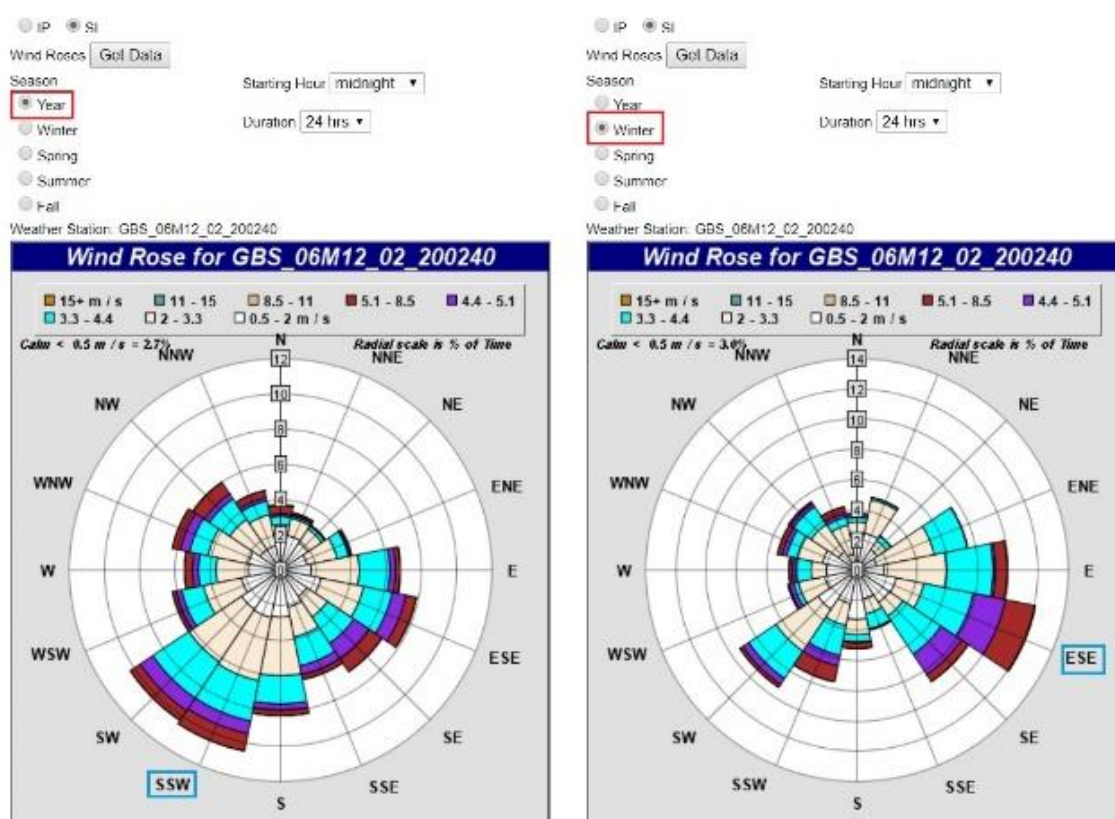 IP SI
Wind Roses Get Data
Season
Starting Hour midnight
Year
Duration 24 hrs
Winter
Spring
Summer
Fall
Weather Station: GBS_06M12_02_200240
Wind Rose for GBS_06M12_02_200240
15+ m / s 11 - 15 8.5 - 11 5.1 - 8.5 4.4 - 5.1
3.3 - 4.4 2 - 3.3 0.5 - 2 m / s
Calm < 0.5 m / s = 2.7%
Radial scale is % of Time
N
NNW NNE
12
10
NW NE
8
6
WNW ENE
4
2
W 0 E
WSW ESE
SW SE
SSW SSE
S
IP SI
Wind Roses Get Data
Season
Starting Hour midnight
Year
Duration 24 hrs
Winter
Spring
Summer
Fall
Weather Station: GBS_06M12_02_200240
Wind Rose for GBS_06M12_02_200240
15+ m / s 11 - 15 8.5 - 11 5.1 - 8.5 4.4 - 5.1
3.3 - 4.4 2 - 3.3 0.5 - 2 m / s
Calm < 0.5 m / s = 3.0%
Radial scale is % of Time
N
NNW NNE
14
12
NW NE
10
8
6
WNW ENE
4
2
W 0 E
WSW ESE
SW SE
SSW SSE
S